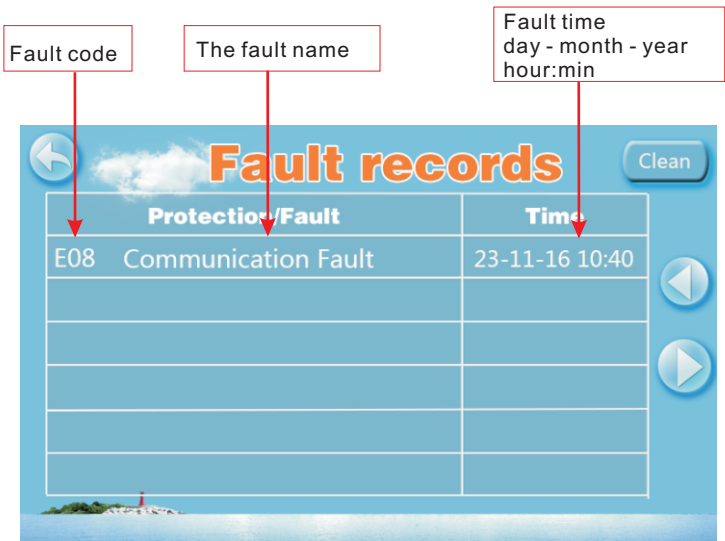 Fault code
The fault name
Fault time
day - month - year
hour:min
Fault records
Clean
Protection/Fault Time
E08 Communication Fault 23-11-16 10:40